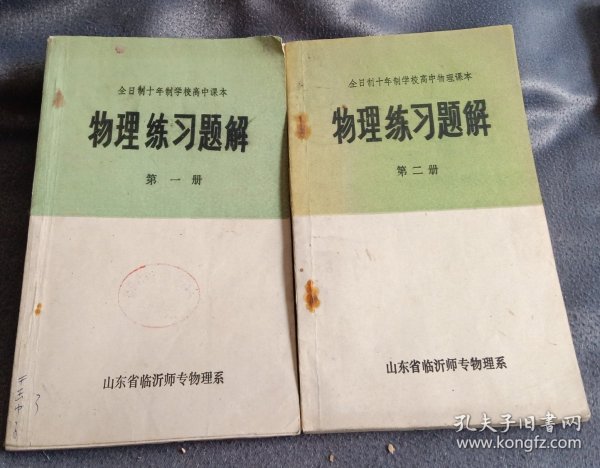 全日制十年制学校高中课本
物理练习题解
第一册
山东省临沂师专物理系
全日制十年制学校高中物理课本
物理练习题解
第二册
山东省临沂师专物理系
孔夫子旧书网
www.kongfz.com